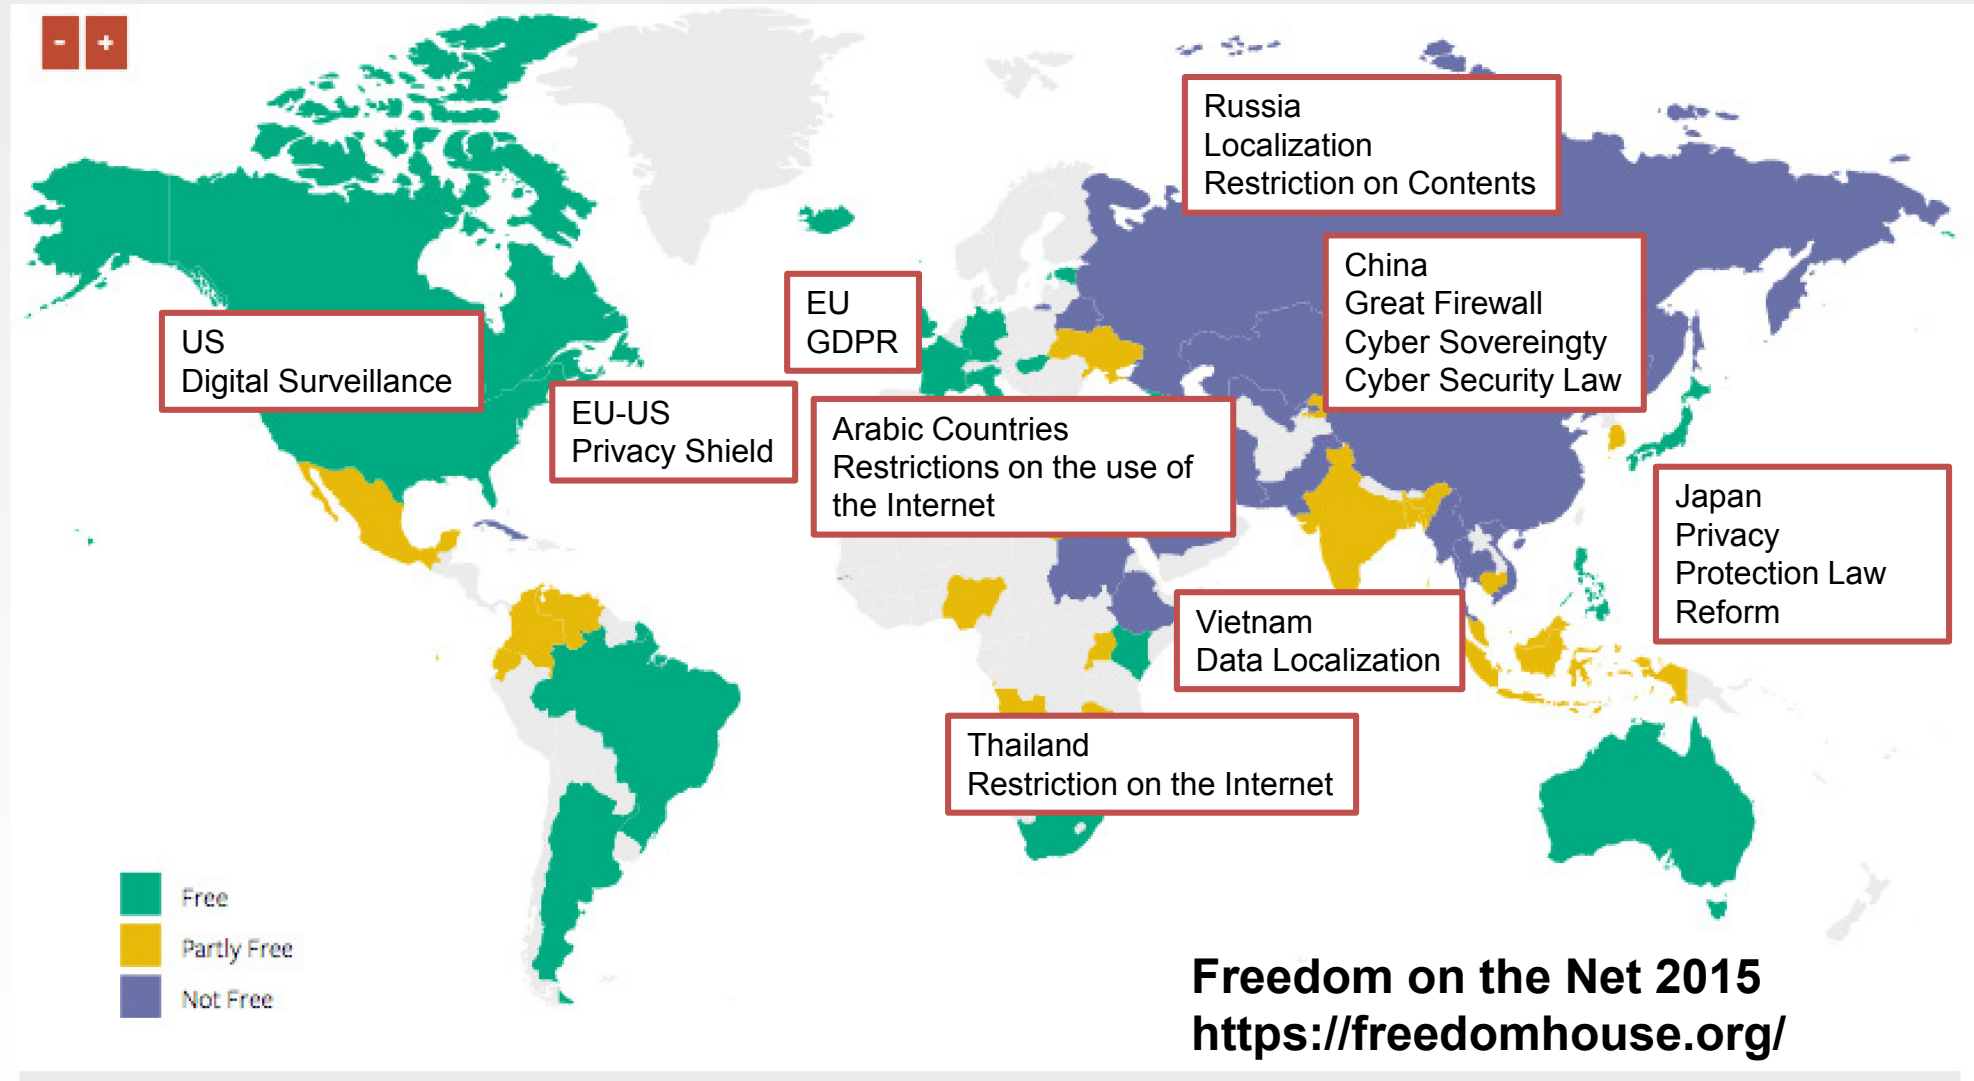 - +
Russia
Localization
Restriction on Contents
China
Great Firewall
Cyber Sovereingty
Cyber Security Law
EU
GDPR
US
Digital Surveillance
EU-US
Privacy Shield
Arabic Countries
Restrictions on the use of
the Internet
Japan
Privacy
Protection Law
Reform
Vietnam
Data Localization
Thailand
Restriction on the Internet
Free
Partly Free
Not Free
Freedom on the Net 2015
https://freedomhouse.org/